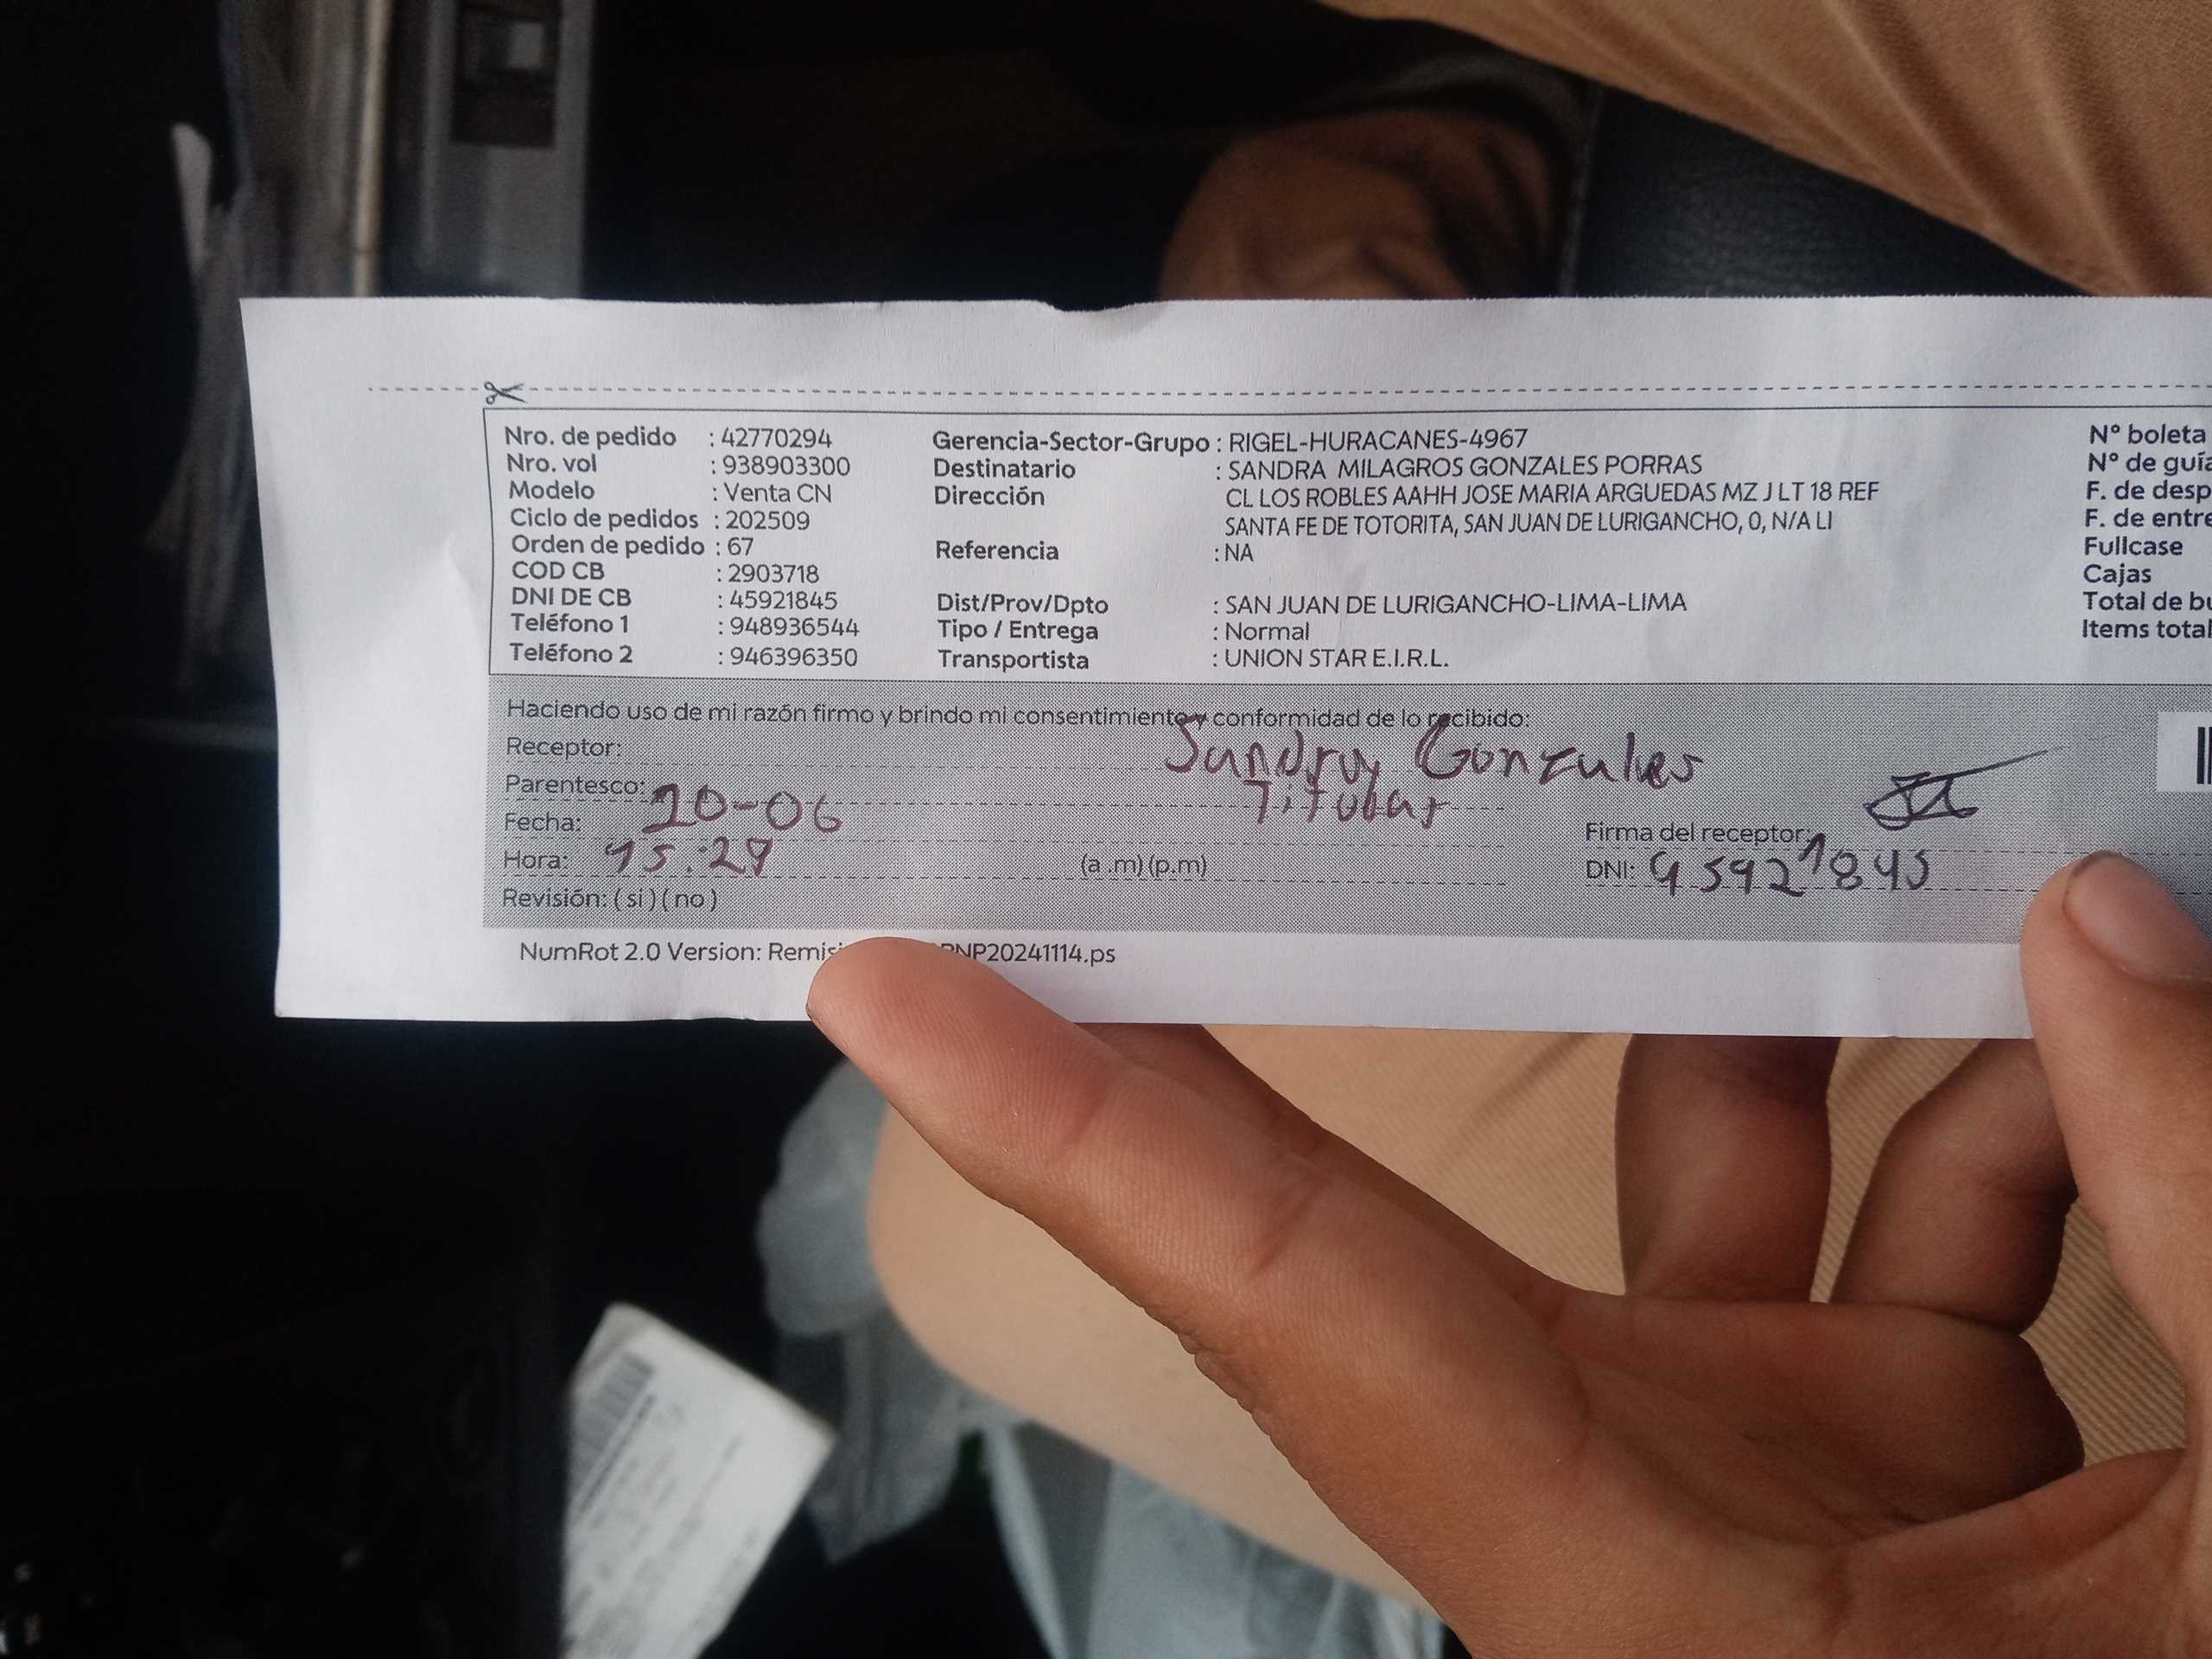 Nro. de pedido : 42770294
Nro. vol : 938903300
Modelo : Venta CN
Ciclo de pedidos : 202509
Orden de pedido : 67
COD CB : 2903718
DNI DE CB : 45921845
Teléfono 1 : 948936544
Teléfono 2 : 946396350
Gerencia-Sector-Grupo : RIGEL-HURACANES-4967
Destinatario : SANDRA MILAGROS GONZALES PORRAS
Dirección CL LOS ROBLES AAHH JOSE MARIA ARGUEDAS MZ J LT 18 REF
SANTA FE DE TOTORITA, SAN JUAN DE LURIGANCHO, 0, N/A LI
Referencia : NA
Dist/Prov/Dpto : SAN JUAN DE LURIGANCHO-LIMA-LIMA
Tipo / Entrega : Normal
Transportista : UNION STAR E.I.R.L.
N° boleta
N° de guía
F. de desp
F. de entre
Fullcase
Cajas
Total de bu
Items total
Haciendo uso de mi razón firmo y brindo mi consentimiento y conformidad de lo recibido:
Receptor: Sandra Gonzales
Parentesco: Titular
Fecha: 20-06
Hora: 15:27 (a .m) (p.m)
Revisión: ( si ) ( no )
Firma del receptor:
DNI: 45921845
NumRot 2.0 Version: Remis NP20241114.ps